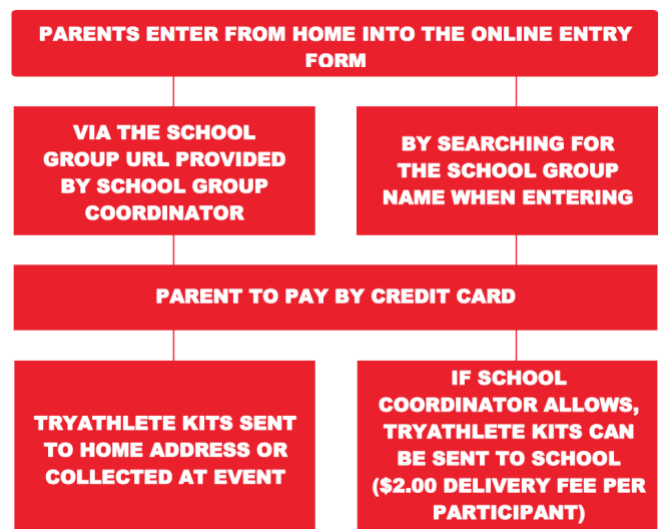 PARENTS ENTER FROM HOME INTO THE ONLINE ENTRY
FORM
VIA THE SCHOOL
GROUP URL PROVIDED
BY SCHOOL GROUP
COORDINATOR
BY SEARCHING FOR
THE SCHOOL GROUP
NAME WHEN ENTERING
PARENT TO PAY BY CREDIT CARD
TRYATHLETE KITS SENT
TO HOME ADDRESS OR
COLLECTED AT EVENT
IF SCHOOL
COORDINATOR ALLOWS,
TRYATHLETE KITS CAN
BE SENT TO SCHOOL
($2.00 DELIVERY FEE PER
PARTICIPANT)